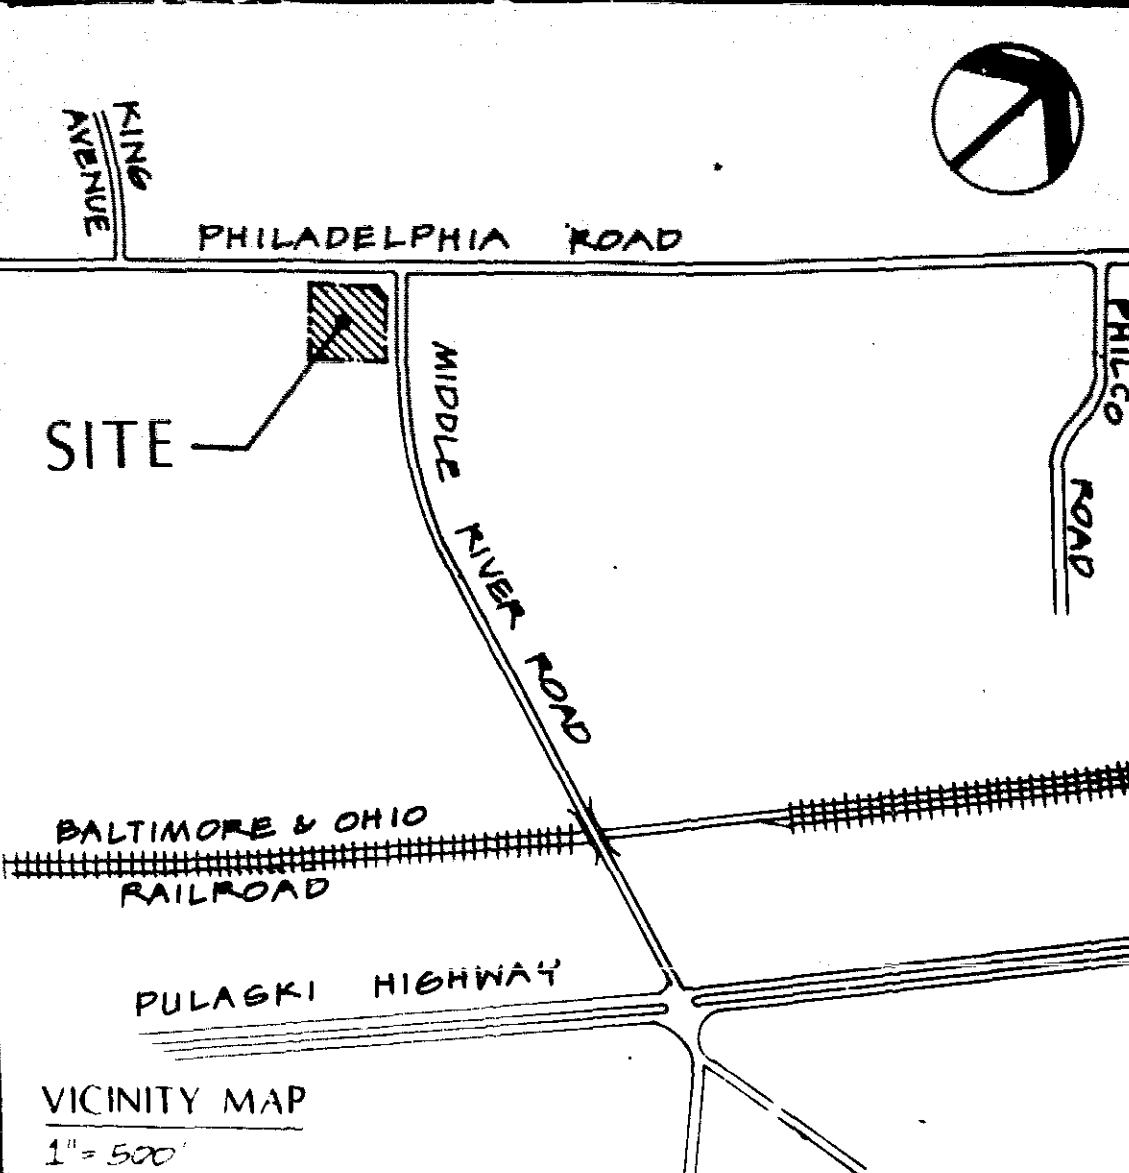 KING
AVENUE
PHILADELPHIA ROAD
SITE
MIDDLE RIVER ROAD
PHILCO ROAD
BALTIMORE & OHIO
RAILROAD
PULASKI HIGHWAY
VICINITY MAP
1" = 500'